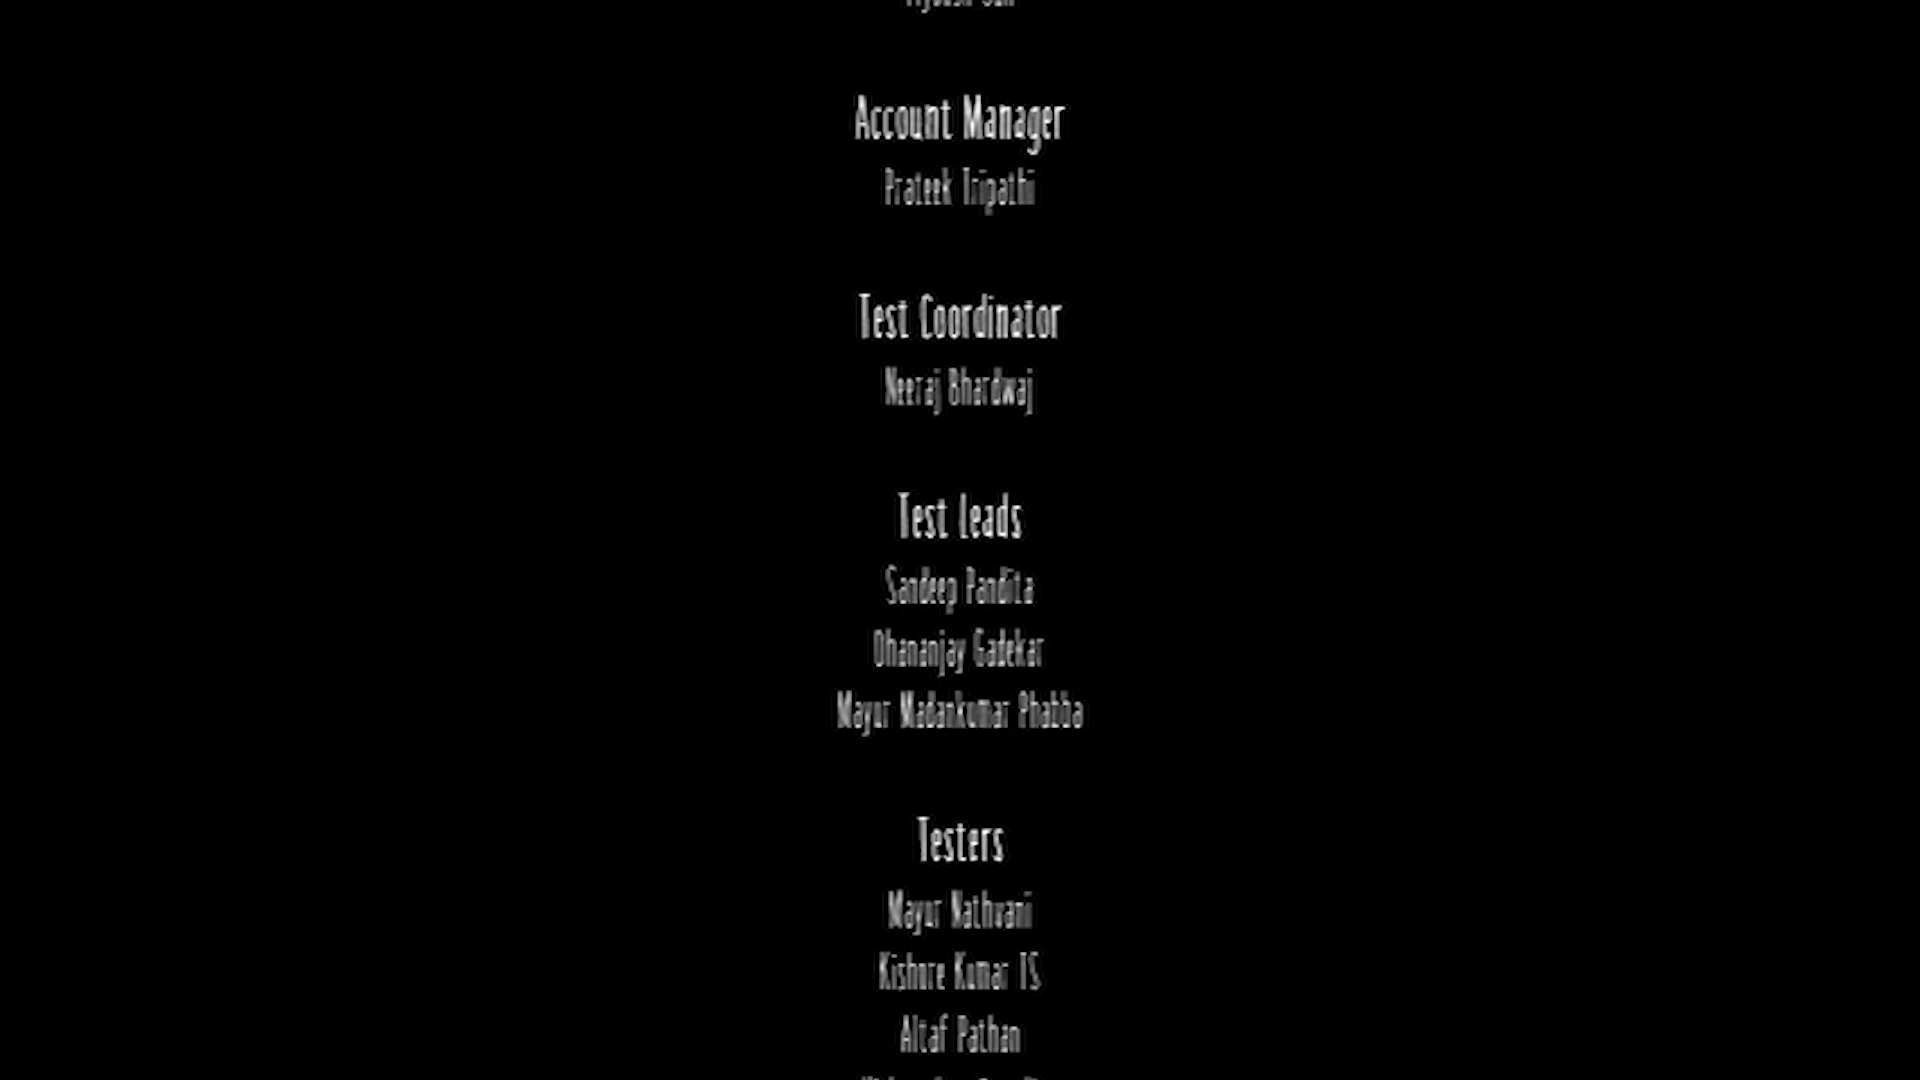 Account Manager
Prateek Tripathi
Test Coordinator
Neeraj Bhardwaj
Test Leads
Sandeep Pandita
Dhananjay Gadekar
Mayur Madankumar Phabba
Testers
Mayur Nathvani
Kishore Kumar TS
Altaf Pathan